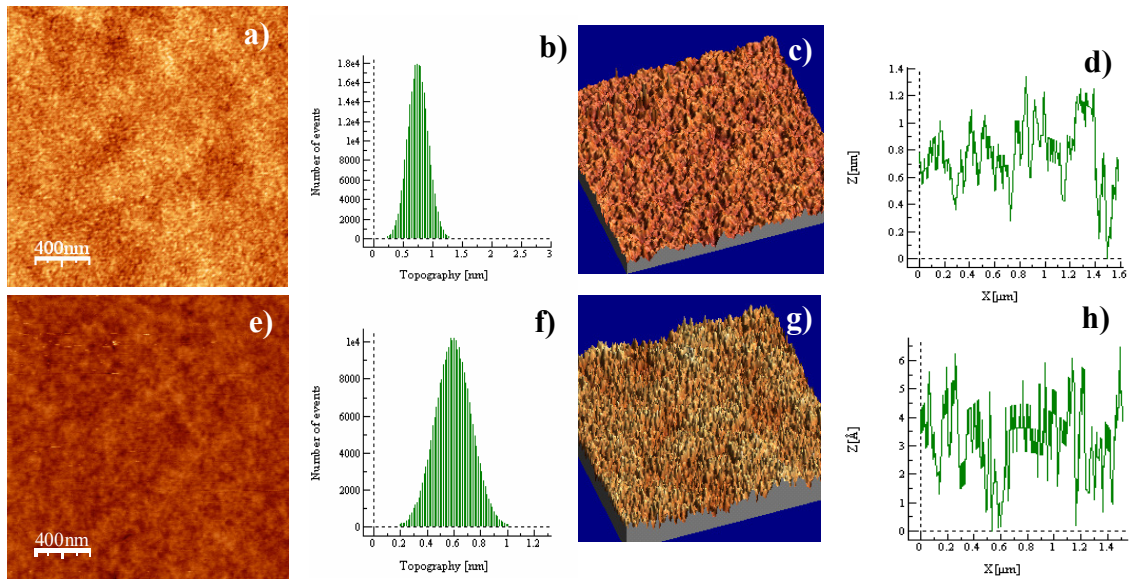 a)
400nm
b)
Number of events
1.8e4
1.6e4
1.4e4
1.2e4
1e4
8000
6000
4000
2000
0
0 0.5 1 1.5 2 2.5 3
Topography [nm]
c)
d)
Z[nm]
1.4
1.2
1
0.8
0.6
0.4
0.2
0
0 0.2 0.4 0.6 0.8 1 1.2 1.4 1.6
X[µm]
e)
400nm
f)
Number of events
1e4
8000
6000
4000
2000
0
0 0.2 0.4 0.6 0.8 1 1.2
Topography [nm]
g)
h)
Z[Å]
6
5
4
3
2
1
0
0 0.2 0.4 0.6 0.8 1 1.2 1.4
X[µm]